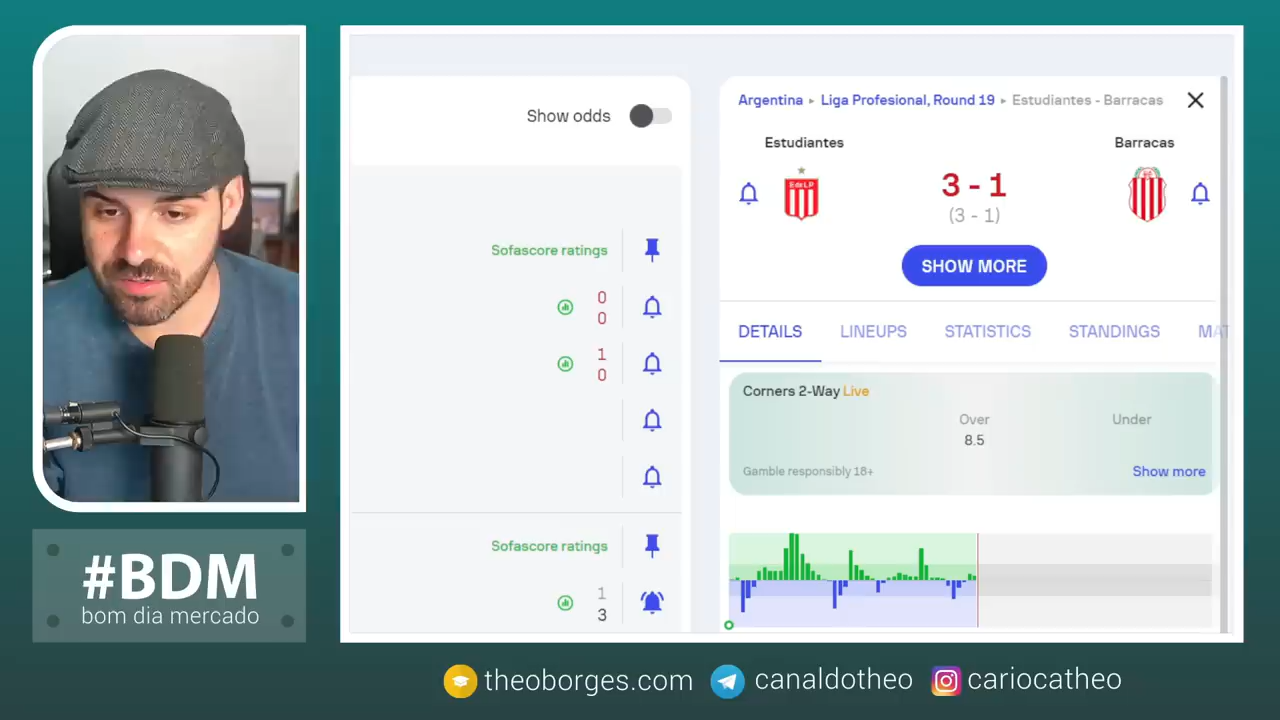 Show odds
Sofascore ratings
0
0
1
0
Sofascore ratings
1
3
Argentina ▸ Liga Profesional, Round 19 ▸ Estudiantes - Barracas
Estudiantes
Barracas
3 - 1
(3 - 1)
SHOW MORE
DETAILS LINEUPS STATISTICS STANDINGS
Corners 2-Way Live
Over
Under
8.5
Gamble responsibly 18+
Show more
#BDM
bom dia mercado
theoborges.com canaldotheo cariocatheo